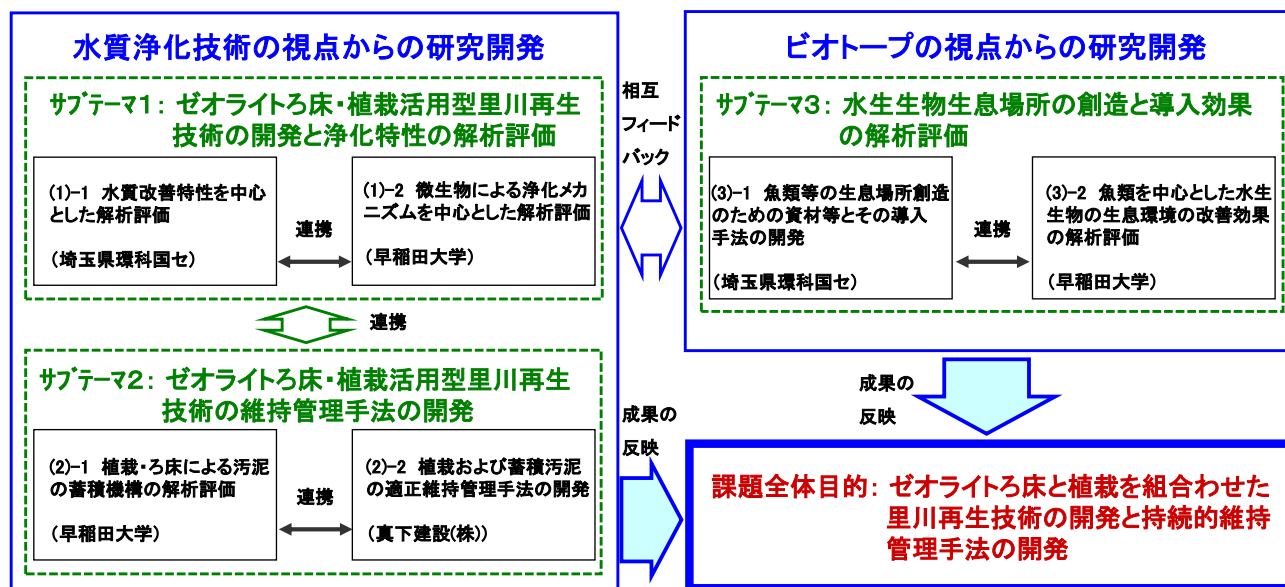 水質浄化技術の視点からの研究開発
サブテーマ1: ゼオライトろ床・植栽活用型里川再生
技術の開発と浄化特性の解析評価
(1)-1 水質改善特性を中心
とした解析評価
(埼玉県環科国セ)
連携
(1)-2 微生物による浄化メカ
ニズムを中心とした解析評価
(早稲田大学)
連携
サブテーマ2: ゼオライトろ床・植栽活用型里川再生
技術の維持管理手法の開発
(2)-1 植栽・ろ床による汚泥
の蓄積機構の解析評価
(早稲田大学)
連携
(2)-2 植栽および蓄積汚泥
の適正維持管理手法の開発
(真下建設(株))
相互
フィード
バック
ビオトープの視点からの研究開発
サブテーマ3: 水生生物生息場所の創造と導入効果
の解析評価
(3)-1 魚類等の生息場所創造
のための資材等とその導入
手法の開発
(埼玉県環科国セ)
連携
(3)-2 魚類を中心とした水生
生物の生息環境の改善効果
の解析評価
(早稲田大学)
成果の
反映
成果の
反映
課題全体目的: ゼオライトろ床と植栽を組合わせた
里川再生技術の開発と持続的維持
管理手法の開発